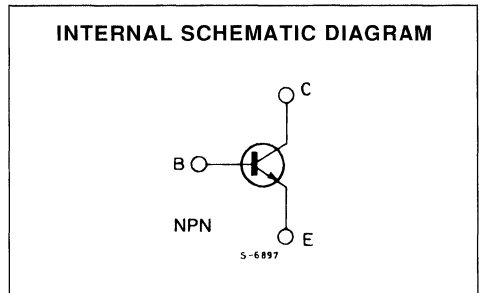 INTERNAL SCHEMATIC DIAGRAM
C
B
NPN
E
S-6897